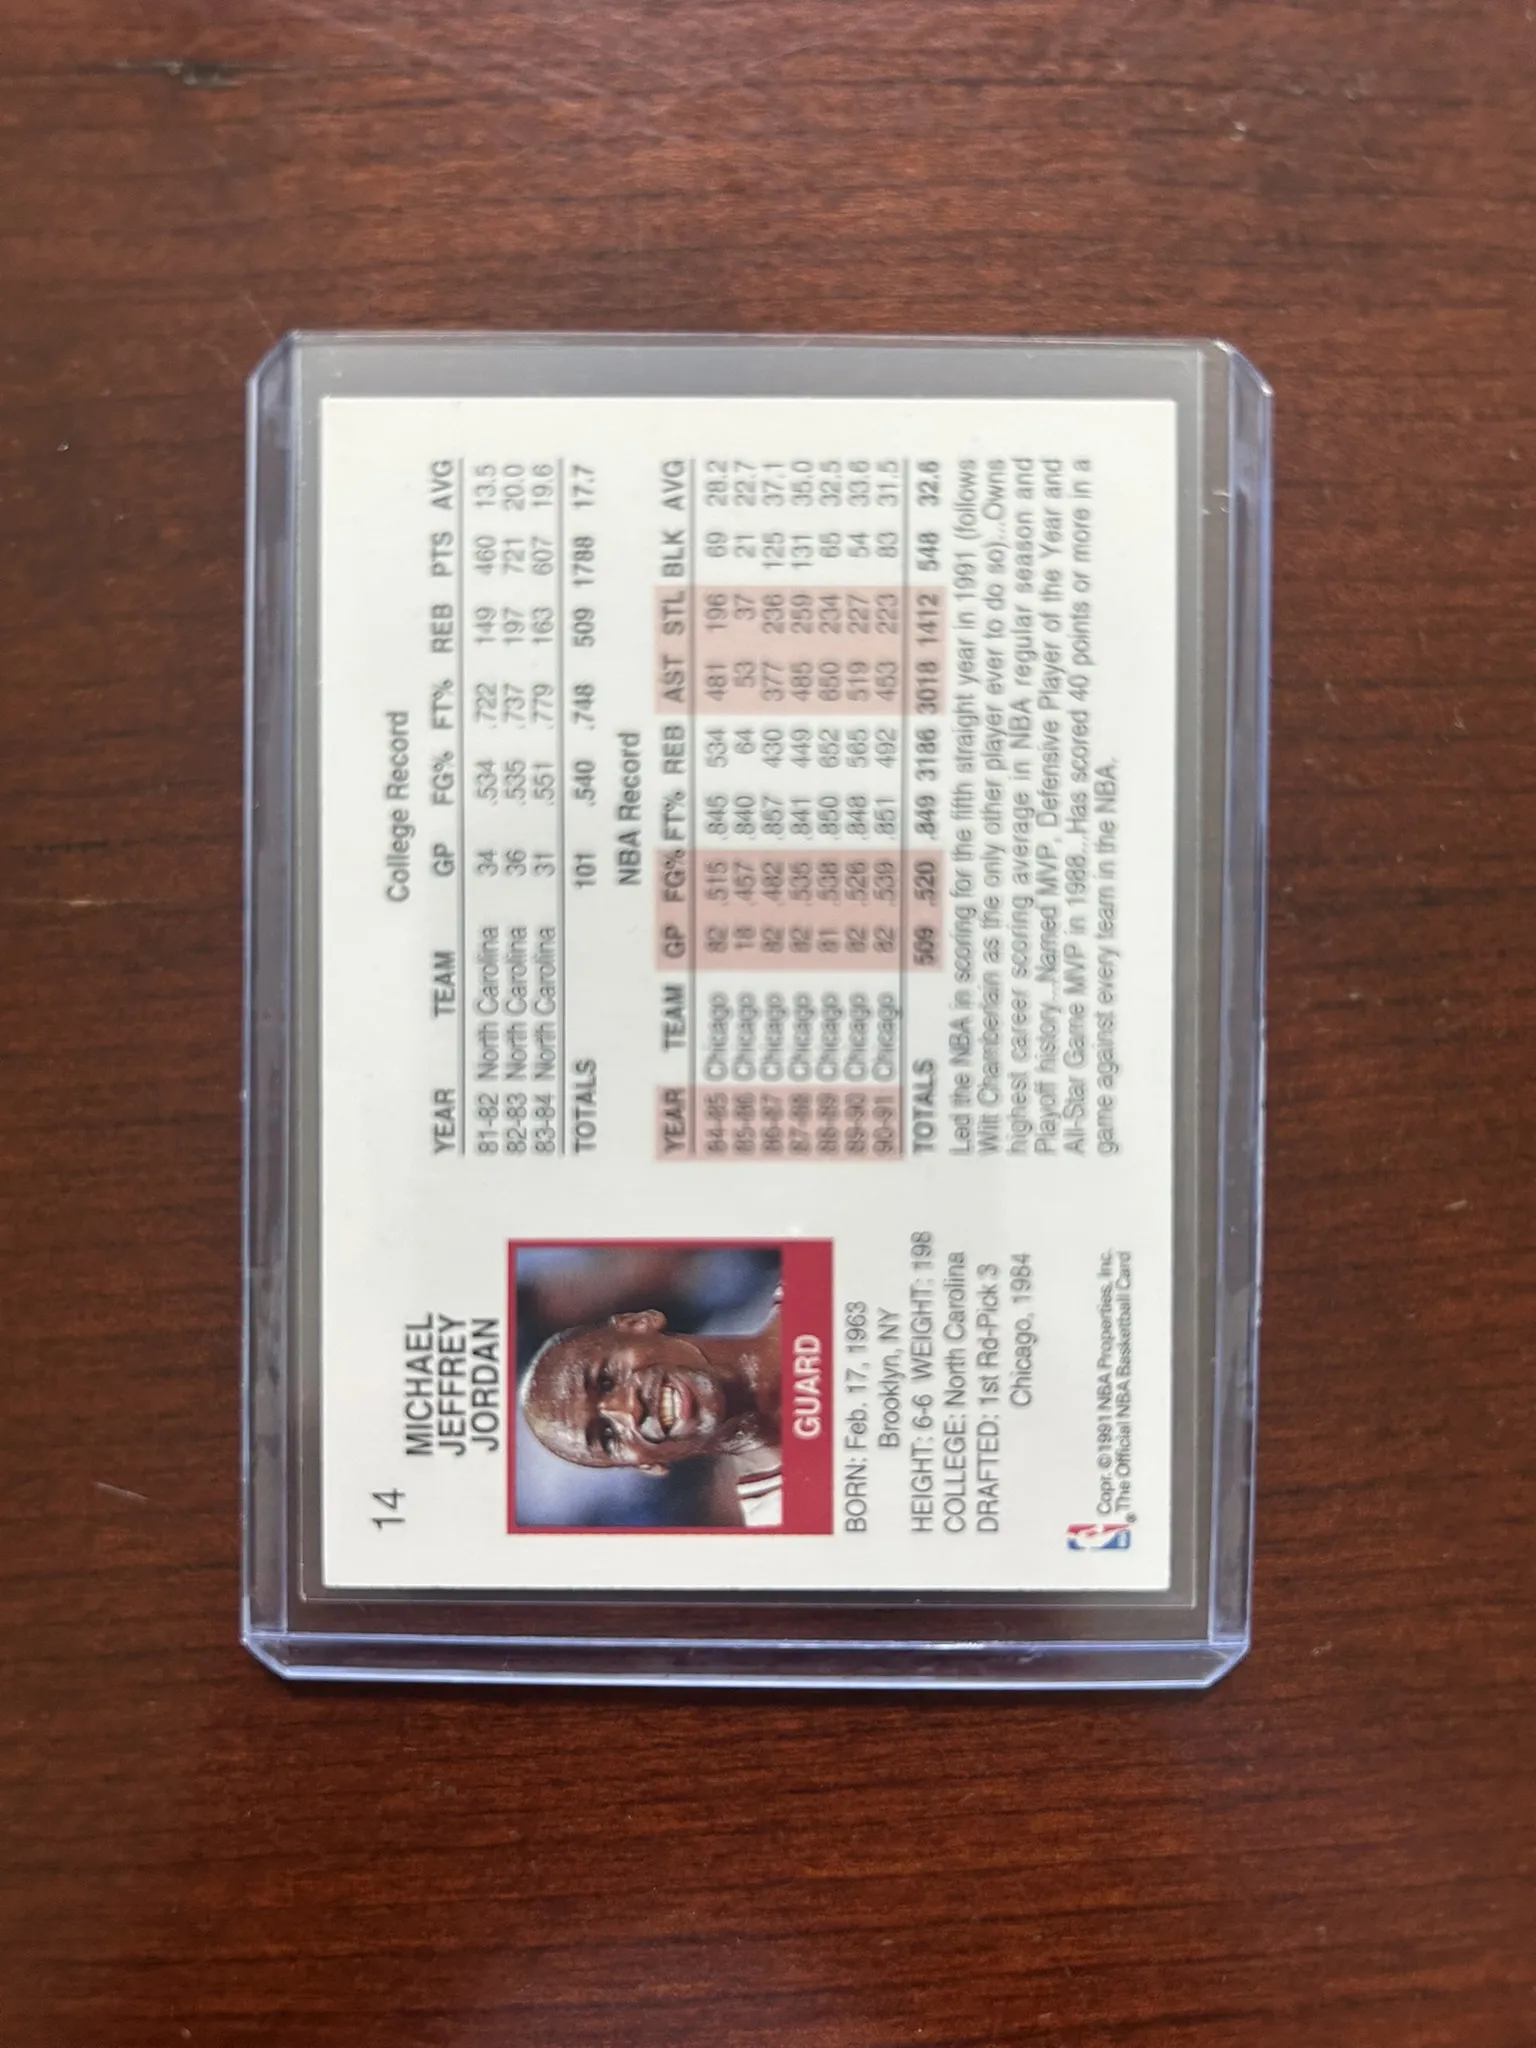 14
MICHAEL
JEFFREY
JORDAN
GUARD
BORN: Feb. 17, 1963
Brooklyn, NY
HEIGHT: 6-6 WEIGHT: 198
COLLEGE: North Carolina
DRAFTED: 1st Rd-Pick 3
Chicago, 1984
Copr. ©1991 NBA Properties, Inc.
The Official NBA Basketball Card
College Record
YEAR TEAM GP FG% FT% REB PTS AVG
81-82 North Carolina 34 .534 .722 149 460 13.5
82-83 North Carolina 36 .535 .737 197 721 20.0
83-84 North Carolina 31 .551 .779 163 607 19.6
TOTALS 101 .540 .748 509 1788 17.7
NBA Record
YEAR TEAM GP FG% FT% REB AST STL BLK AVG
84-85 Chicago 82 .515 .845 534 481 196 69 28.2
85-86 Chicago 18 .457 .840 64 53 37 21 22.7
86-87 Chicago 82 .482 .857 430 377 236 125 37.1
87-88 Chicago 82 .535 .841 449 485 259 131 35.0
88-89 Chicago 81 .538 .850 652 650 234 65 32.5
89-90 Chicago 82 .526 .848 565 519 227 54 33.6
90-91 Chicago 82 .539 .851 492 453 223 83 31.5
TOTALS 509 .520 .849 3186 3018 1412 548 32.6
Led the NBA in scoring for the fifth straight year in 1991 (follows
Wilt Chamberlain as the only other player ever to do so)...Owns
highest career scoring average in NBA regular season and
Playoff history...Named MVP, Defensive Player of the Year and
All-Star Game MVP in 1988...Has scored 40 points or more in a
game against every team in the NBA.